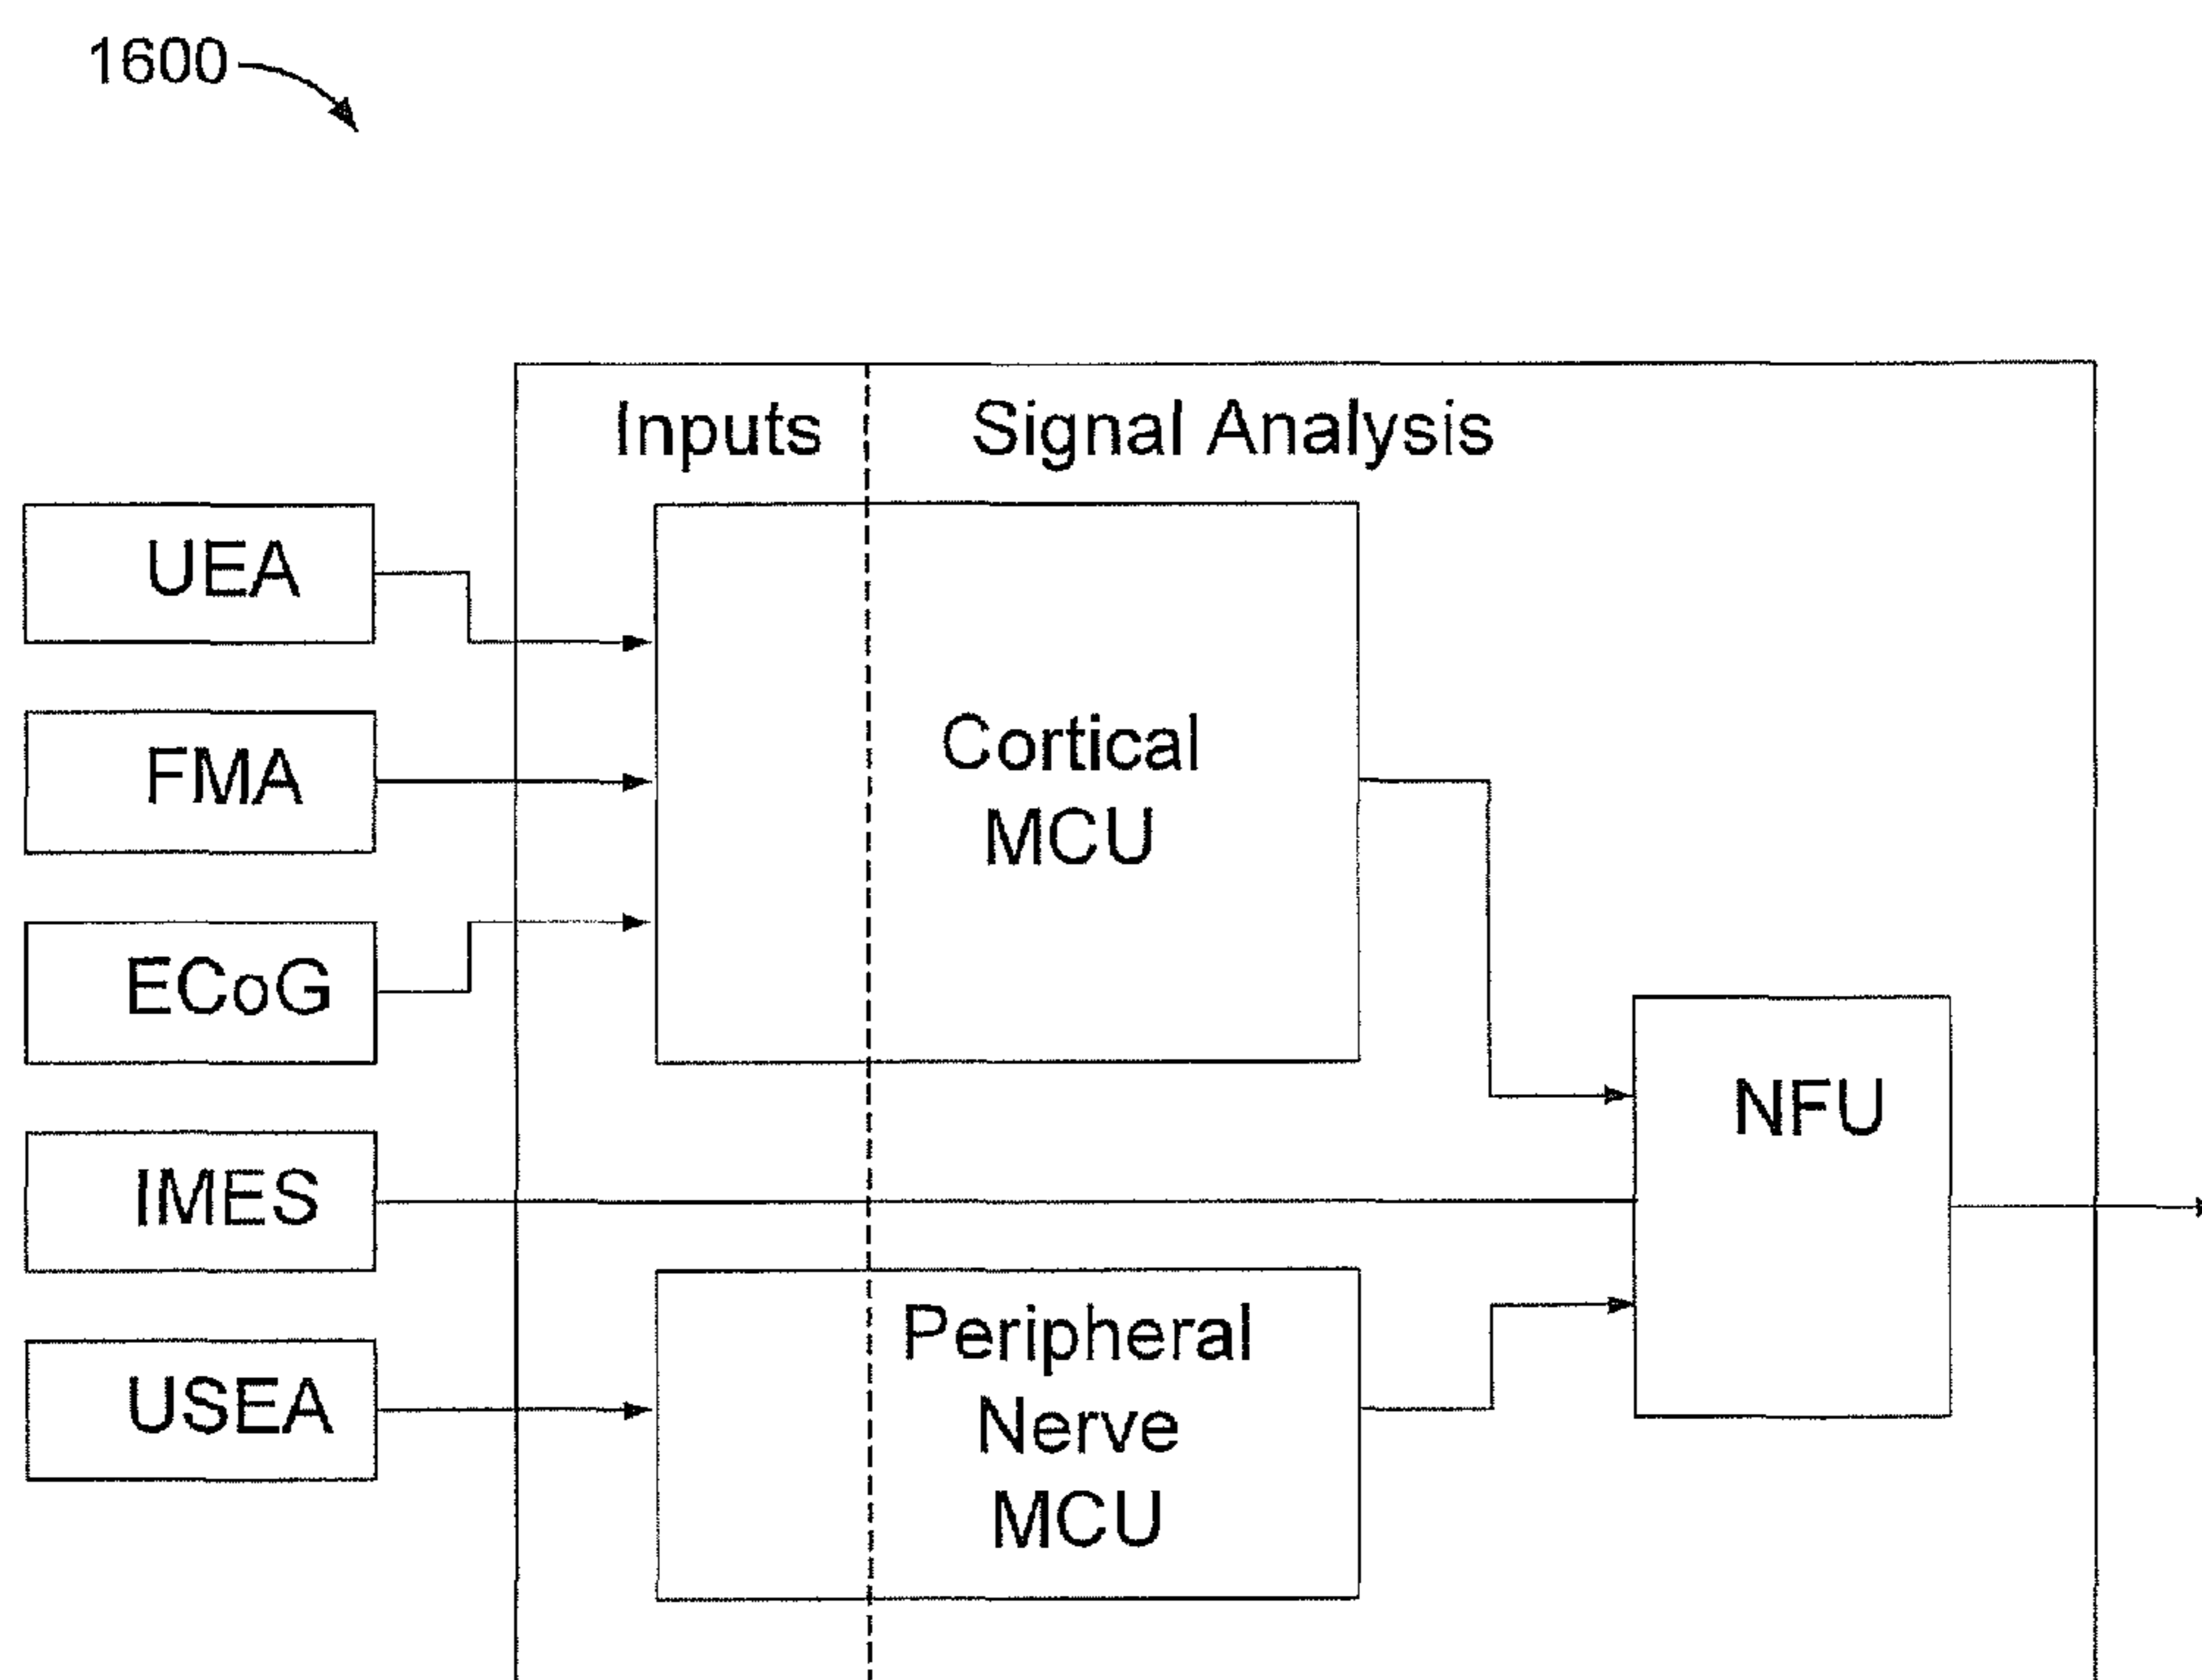 1600
Inputs
Signal Analysis
UEA
FMA
ECoG
IMES
USEA
Cortical
MCU
Peripheral
Nerve
MCU
NFU